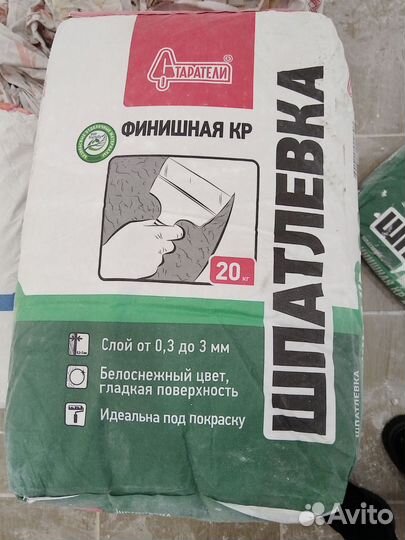 СТАРАТЕЛИ
ФИНИШНАЯ КР
ШПАТЛЕВКА
20 кг
Слой от 0,3 до 3 мм
Белоснежный цвет,
гладкая поверхность
Идеальна под покраску
ШПАТЛЕВКА
Avito